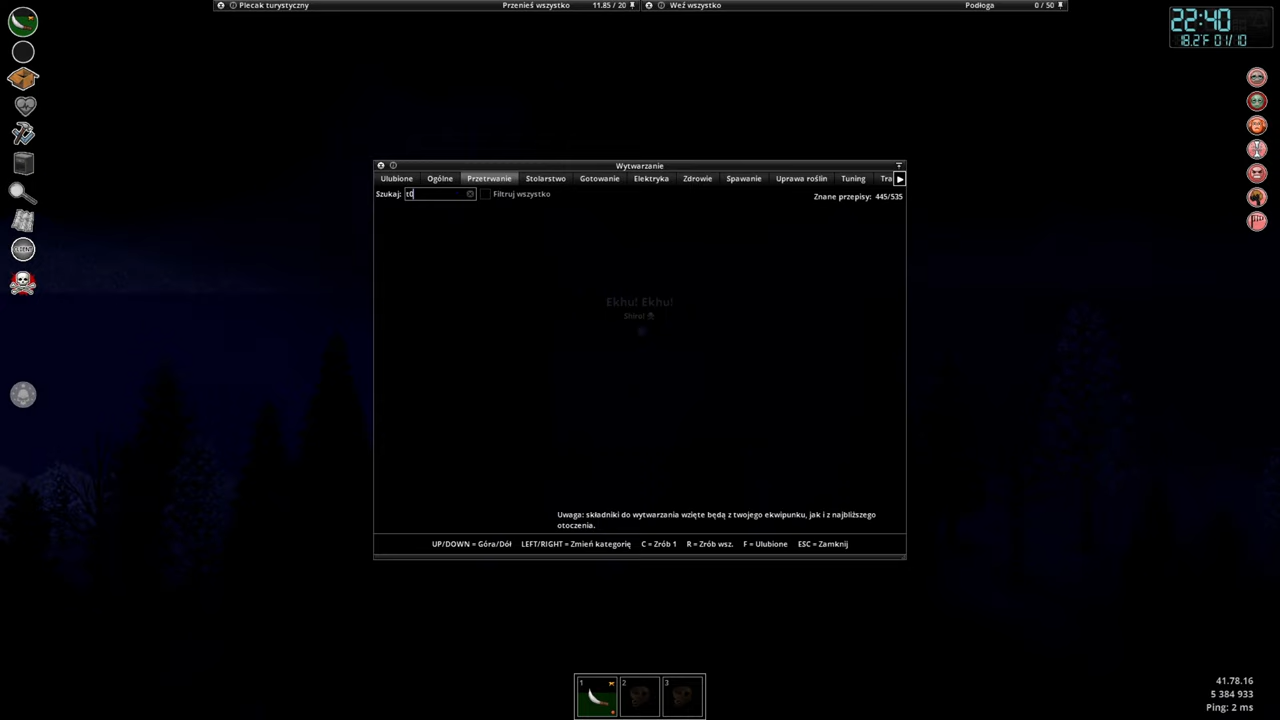 Plecak turystyczny Przenieś wszystko 11.85 / 20 Weź wszystko Podłoga 0 / 50
22:40
18.2°F 01/10
Wytwarzanie
Ulubione Ogólne Przetrwanie Stolarstwo Gotowanie Elektryka Zdrowie Spawanie Uprawa roślin Tuning Tra
Szukaj: t0 Filtruj wszystko
Znane przepisy: 445/535
Ekhu! Ekhu!
Shirai
Uwaga: składniki do wytwarzania wzięte będą z twojego ekwipunku, jak i z najbliższego
otoczenia.
UP/DOWN = Góra/Dół LEFT/RIGHT = Zmień kategorię C = Zrób 1 R = Zrób wsz. F = Ulubione ESC = Zamknij
CLIENT
1 2 3
41.78.16
5 384 933
Ping: 2 ms